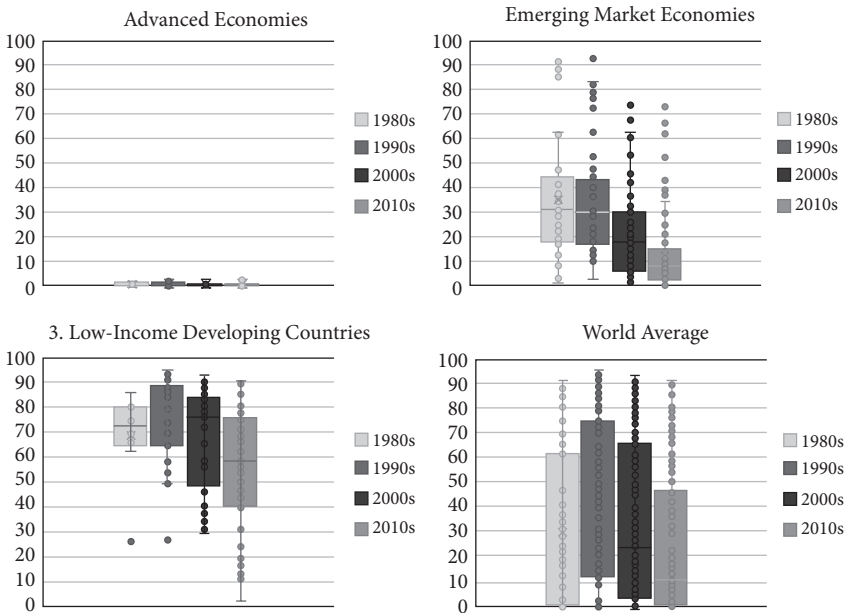 Advanced Economies
100
90
80
70
60
50
40
30
20
10
0
1980s
1990s
2000s
2010s
Emerging Market Economies
100
90
80
70
60
50
40
30
20
10
0
1980s
1990s
2000s
2010s
3. Low-Income Developing Countries
100
90
80
70
60
50
40
30
20
10
0
1980s
1990s
2000s
2010s
World Average
100
90
80
70
60
50
40
30
20
10
0
1980s
1990s
2000s
2010s